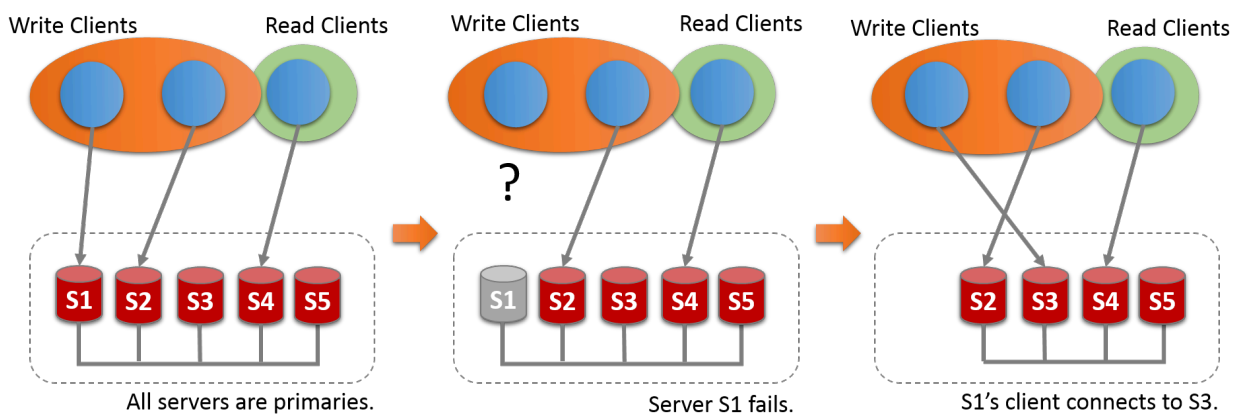 Write Clients Read Clients
S1 S2 S3 S4 S5
All servers are primaries.
Write Clients Read Clients
?
S1 S2 S3 S4 S5
Server S1 fails.
Write Clients Read Clients
S2 S3 S4 S5
S1’s client connects to S3.